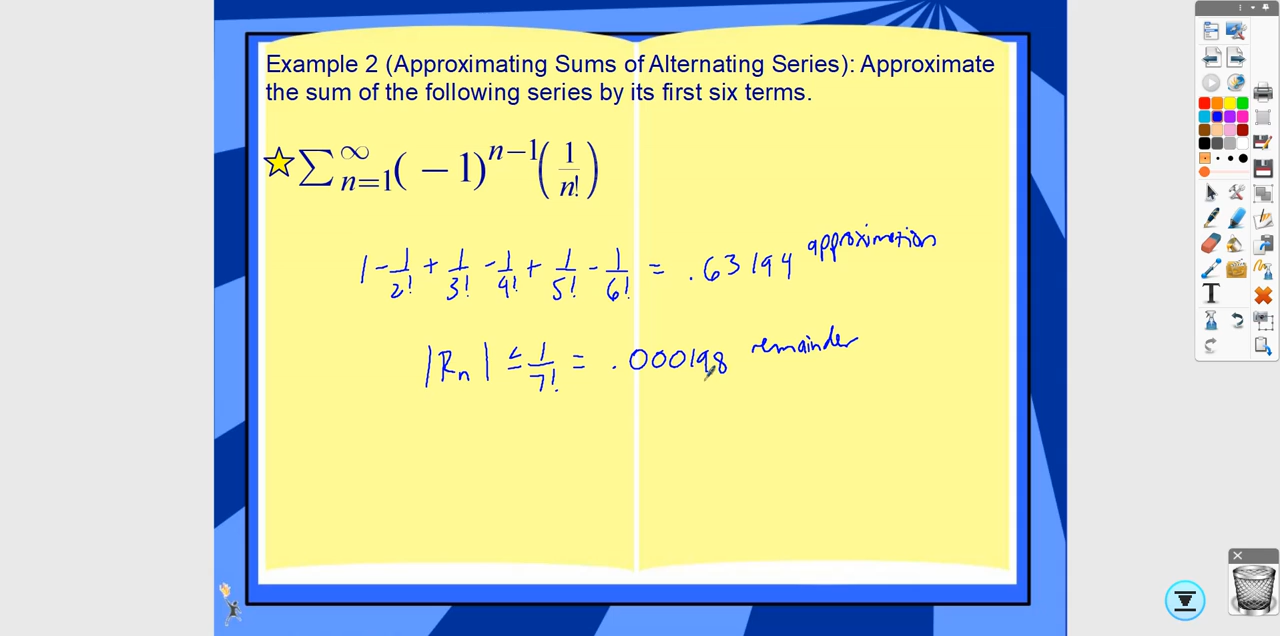 Example 2 (Approximating Sums of Alternating Series): Approximate
the sum of the following series by its first six terms.
∑ ∞ n=1 (−1)^{n−1} (1/n!)
1 - 1/2! + 1/3! - 1/4! + 1/5! - 1/6! = .63194 approximation
|Rn| ≤ 1/7! = .000198 remainder
T